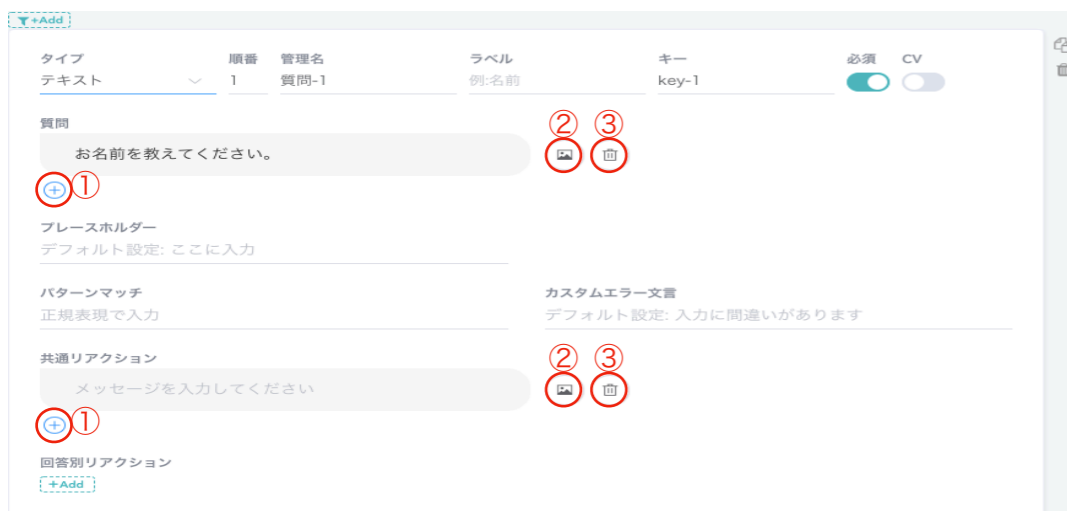 +Add
タイプ 順番 管理名 ラベル キー 必須 CV
テキスト 1 質問-1 例:名前 key-1
質問
② ③
お名前を教えてください。
①
プレースホルダー
デフォルト設定: ここに入力
パターンマッチ カスタムエラー文言
正規表現で入力 デフォルト設定: 入力に間違いがあります
共通リアクション
② ③
メッセージを入力してください
①
回答別リアクション
+Add